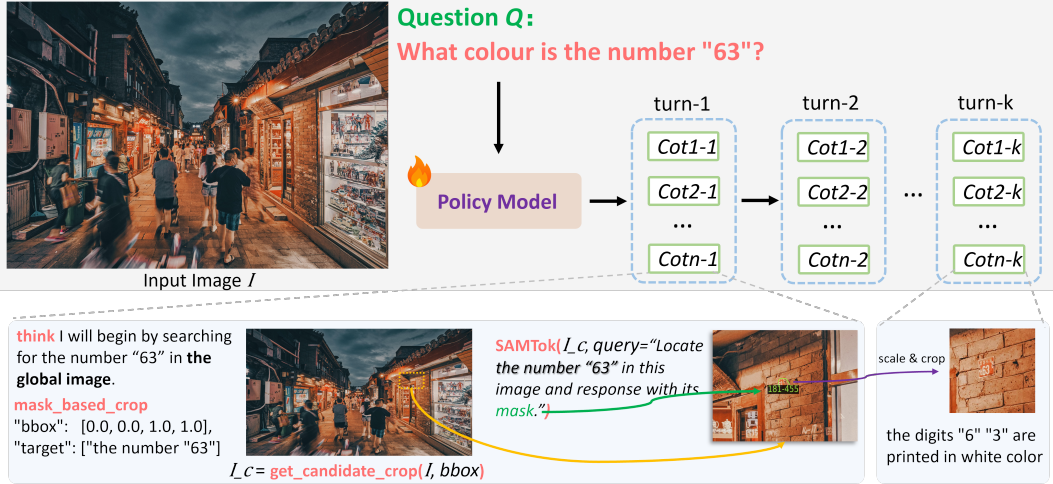 Question Q:
What colour is the number "63"?
turn-1
turn-2
turn-k
Cot1-1
Cot1-2
Cot1-k
Policy Model
Cot2-1
Cot2-2
...
Cot2-k
...
...
...
Cotn-1
Cotn-2
Cotn-k
Input Image I
think I will begin by searching
for the number “63” in the
global image.
mask_based_crop
"bbox": [0.0, 0.0, 1.0, 1.0],
"target": ["the number "63"]
I_c = get_candidate_crop(I, bbox)
SAMTok(I_c, query=“Locate
the number “63” in this
image and response with its
mask.”)
181-455
scale & crop
the digits "6" "3" are
printed in white color